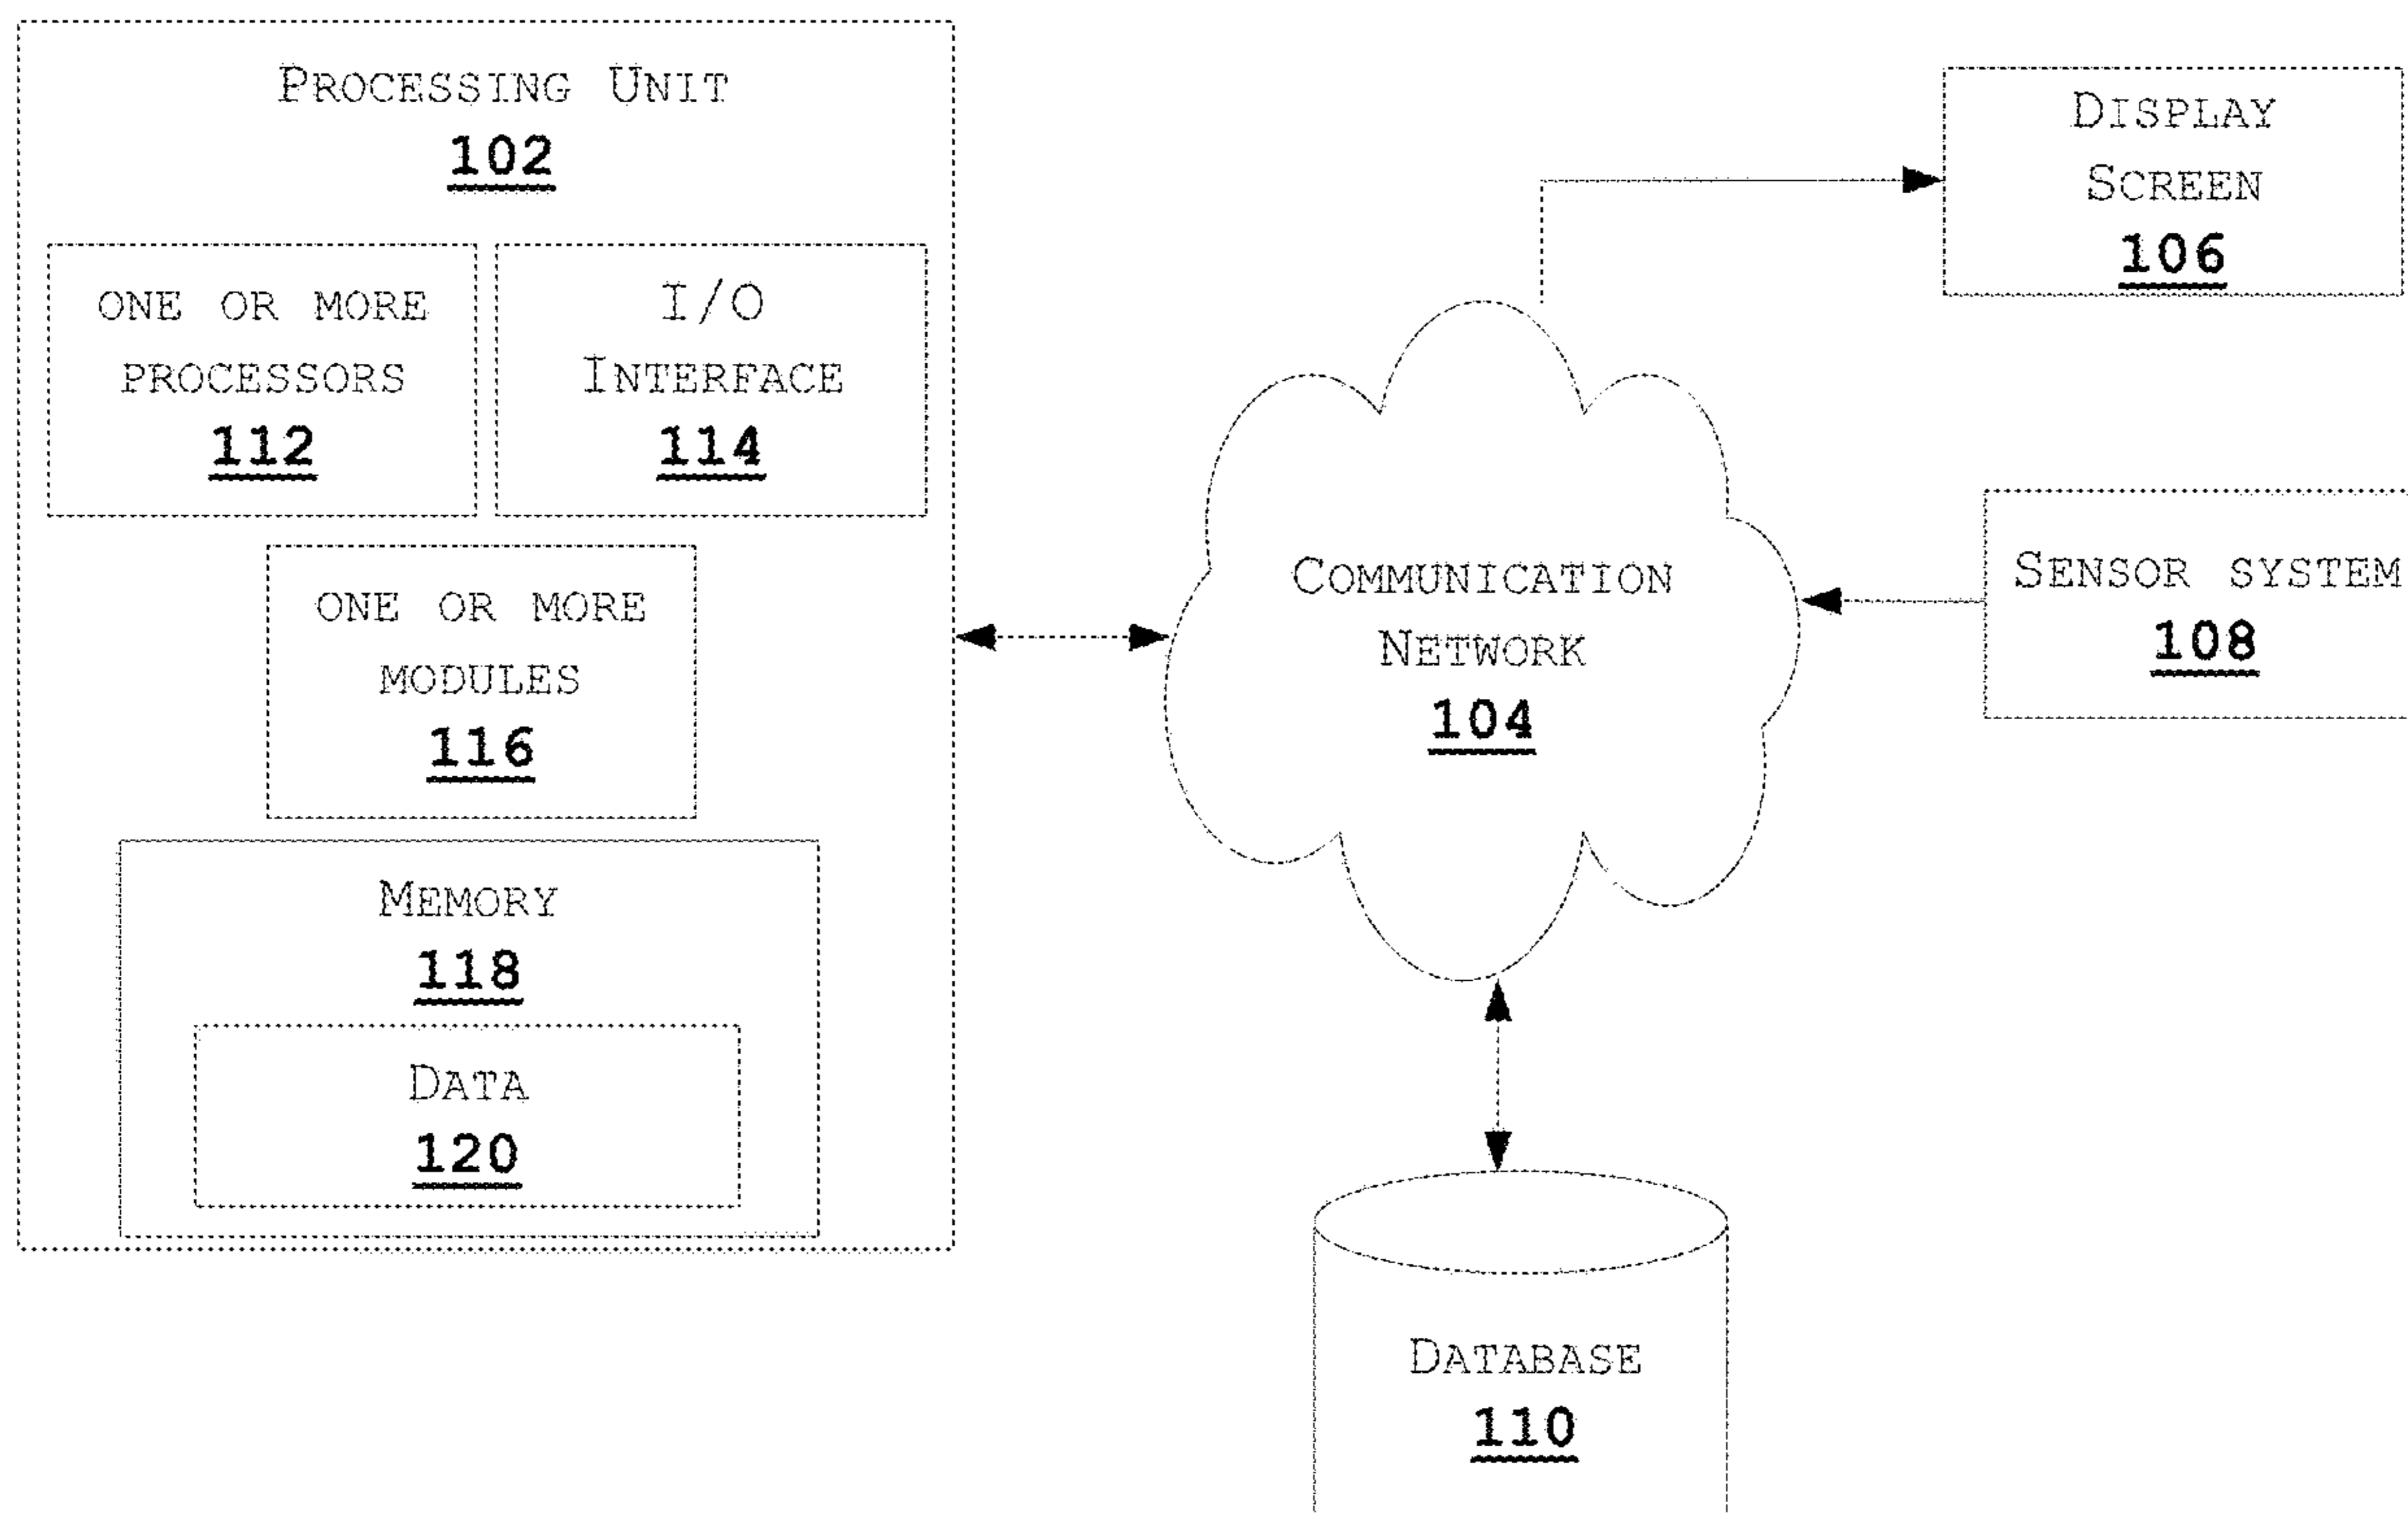 PROCESSING UNIT
102
ONE OR MORE
PROCESSORS
112
I/O
INTERFACE
114
ONE OR MORE
MODULES
116
MEMORY
118
DATA
120
COMMUNICATION
NETWORK
104
DISPLAY
SCREEN
106
SENSOR SYSTEM
108
DATABASE
110